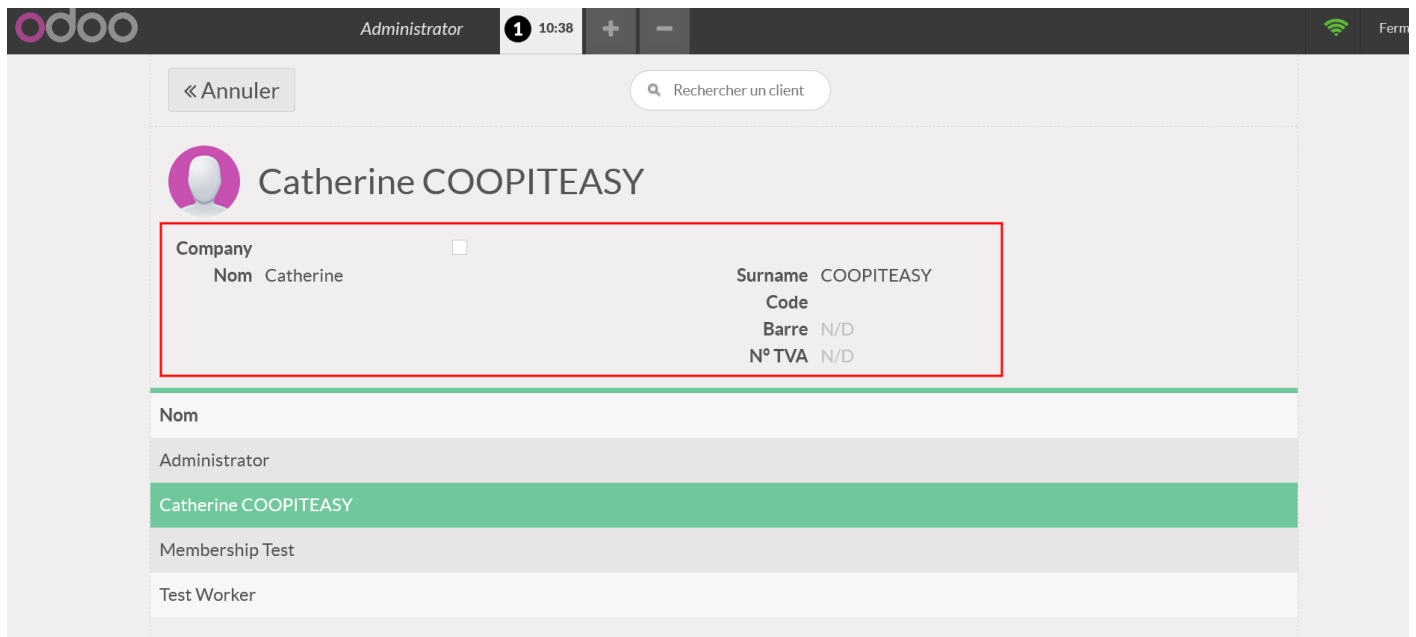 odoo Administrator 1 10:38 + − Ferm
« Annuler Rechercher un client
Catherine COOPITEASY
Company
Nom Catherine Surname COOPITEASY
Code
Barre N/D
Nº TVA N/D
Nom
Administrator
Catherine COOPITEASY
Membership Test
Test Worker